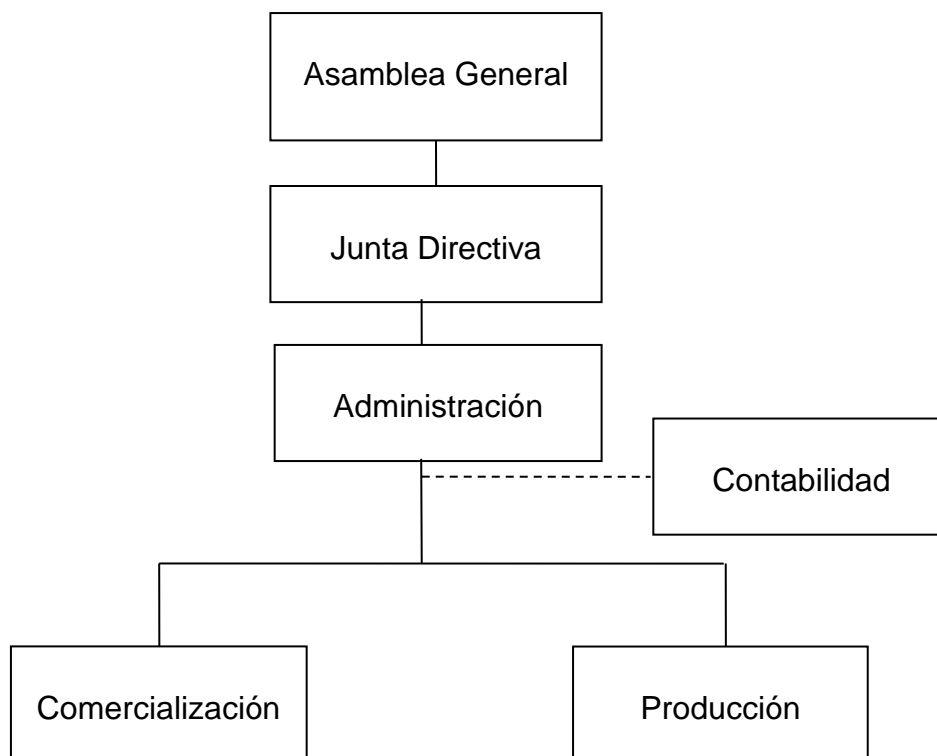 Asamblea General
Junta Directiva
Administración
Contabilidad
Comercialización
Producción